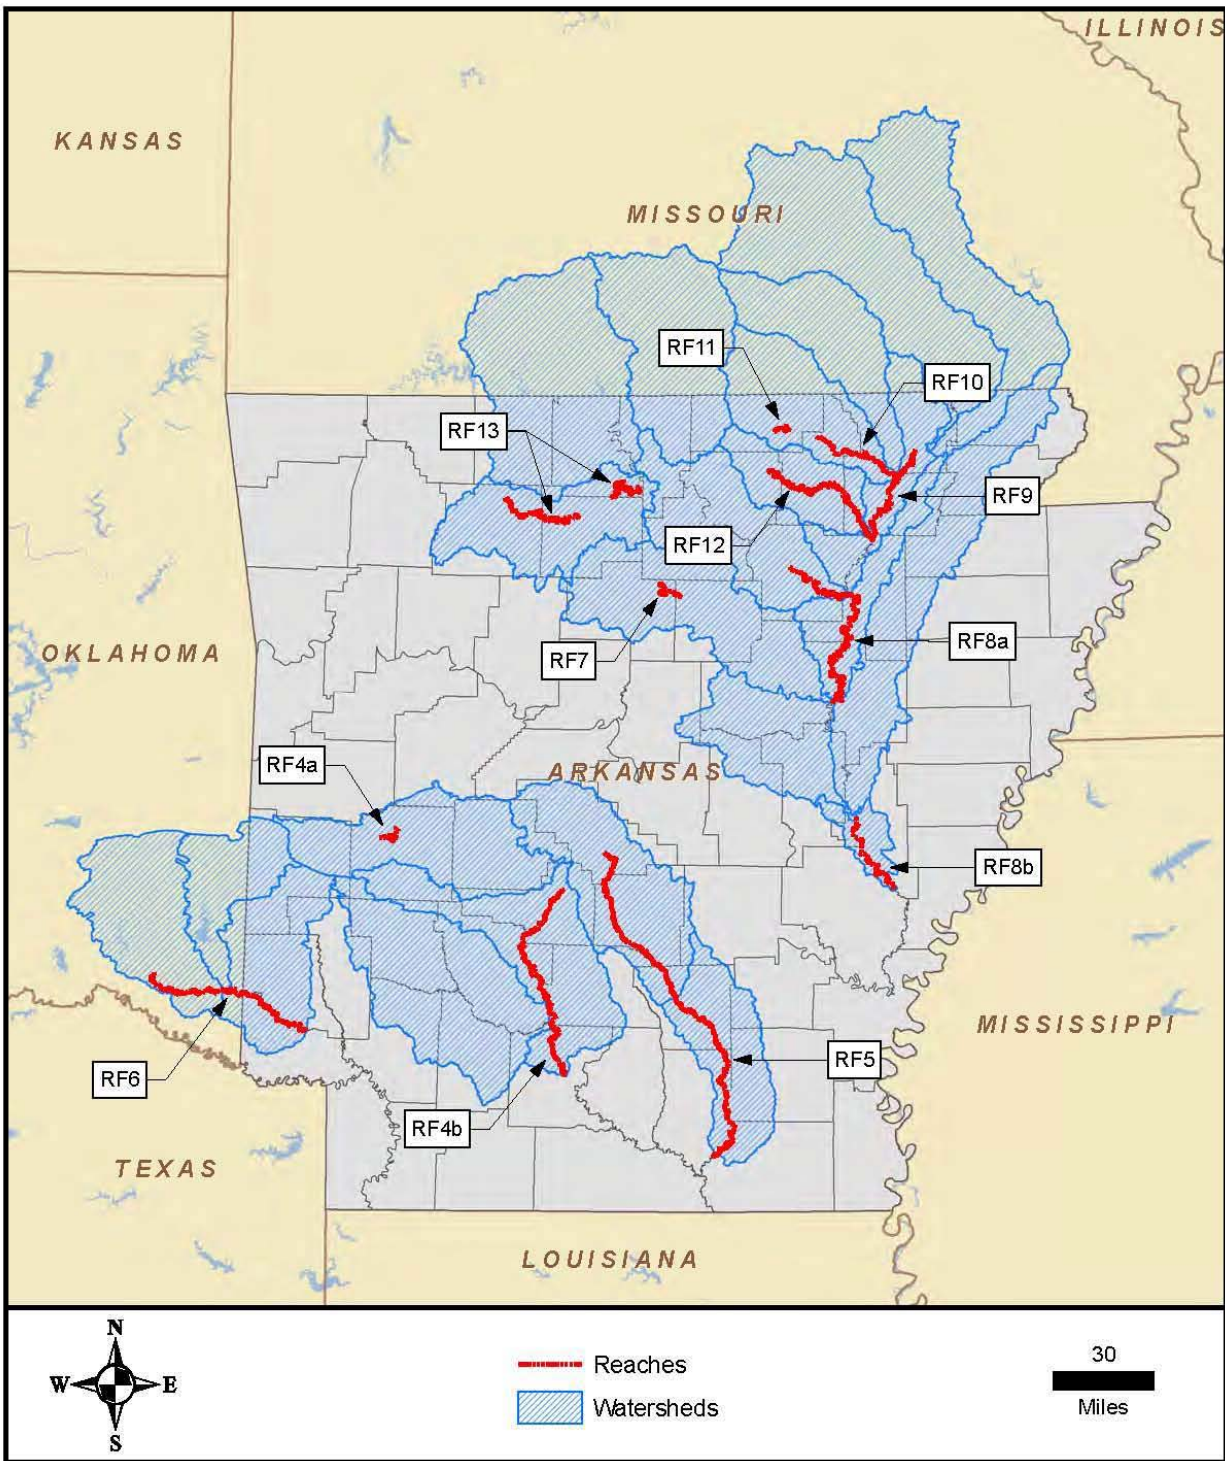 ILLINOIS
KANSAS
MISSOURI
RF11
RF10
RF13
RF9
RF12
RF8a
OKLAHOMA
RF7
RF4a
ARKANSAS
RF8b
MISSISSIPPI
RF5
RF6
RF4b
TEXAS
LOUISIANA
N
W E
S
Reaches
Watersheds
30
Miles